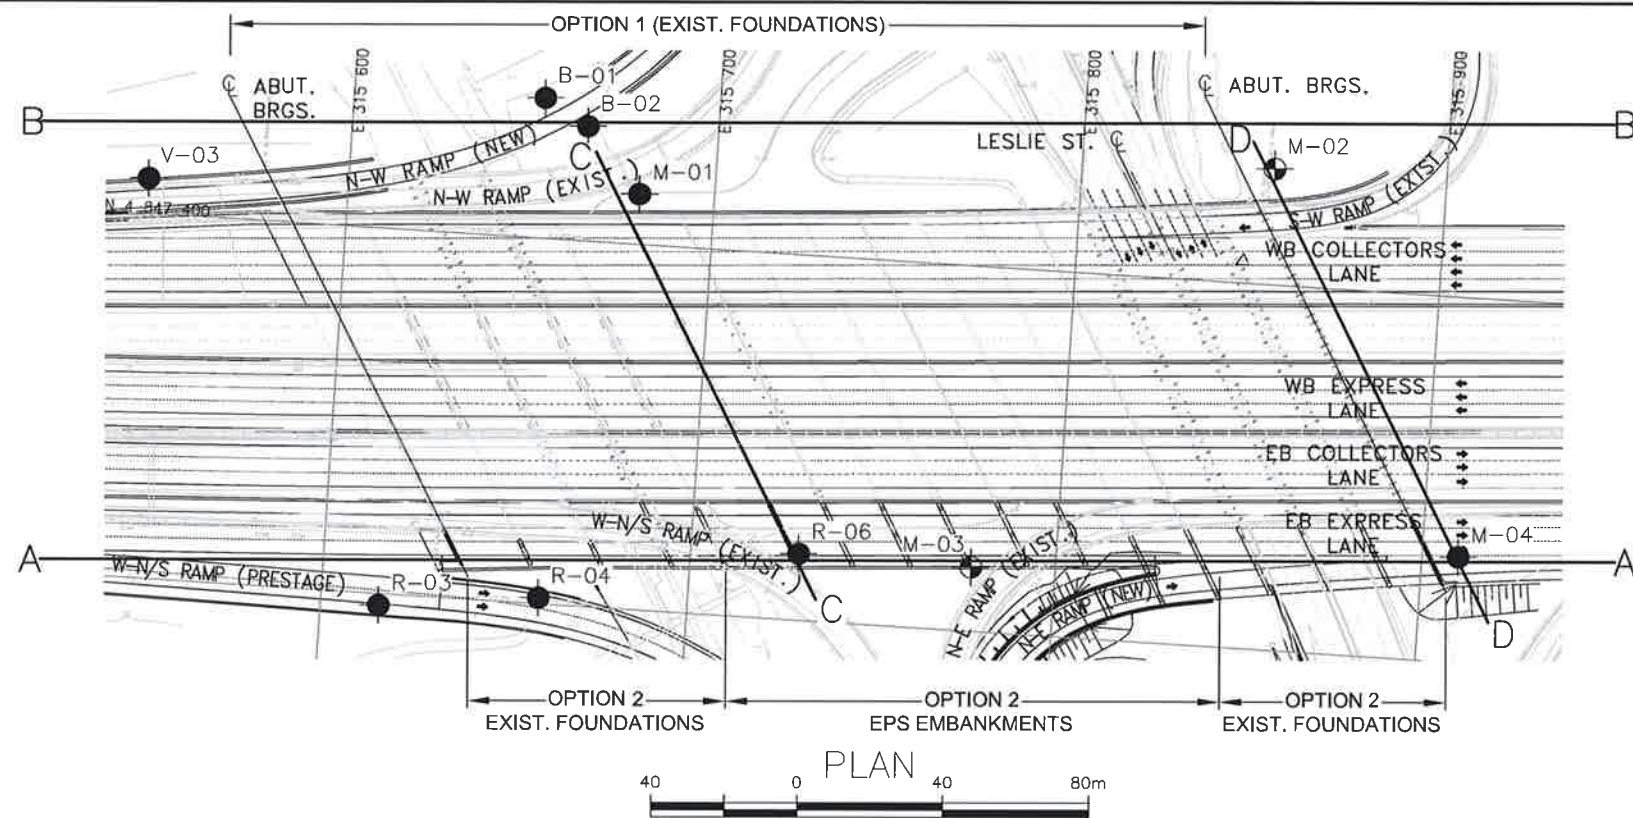 OPTION 1 (EXIST. FOUNDATIONS)
℄ ABUT.
BRGS.
E 315 600
B-01
B-02
E 315 700
E 315 800
℄ ABUT. BRGS.
E 315 900
B
B
V-03
N-W RAMP (NEW)
C
M-01
N-W RAMP (EXIST.)
LESLIE ST. ℄
D
M-02
S-W RAMP (EXIST.)
N 4 847 400
WB COLLECTORS
LANE
WB EXPRESS
LANE
EB COLLECTORS
LANE
EB EXPRESS
LANE
W-N/S RAMP (EXIST.)
R-06
M-03
M-04
A
A
W-N/S RAMP (PRESTAGE)
R-03
R-04
N-E RAMP (EXIST.)
N-E RAMP (NEW)
C
D
OPTION 2
EXIST. FOUNDATIONS
OPTION 2
EPS EMBANKMENTS
OPTION 2
EXIST. FOUNDATIONS
PLAN
40 0 40 80m